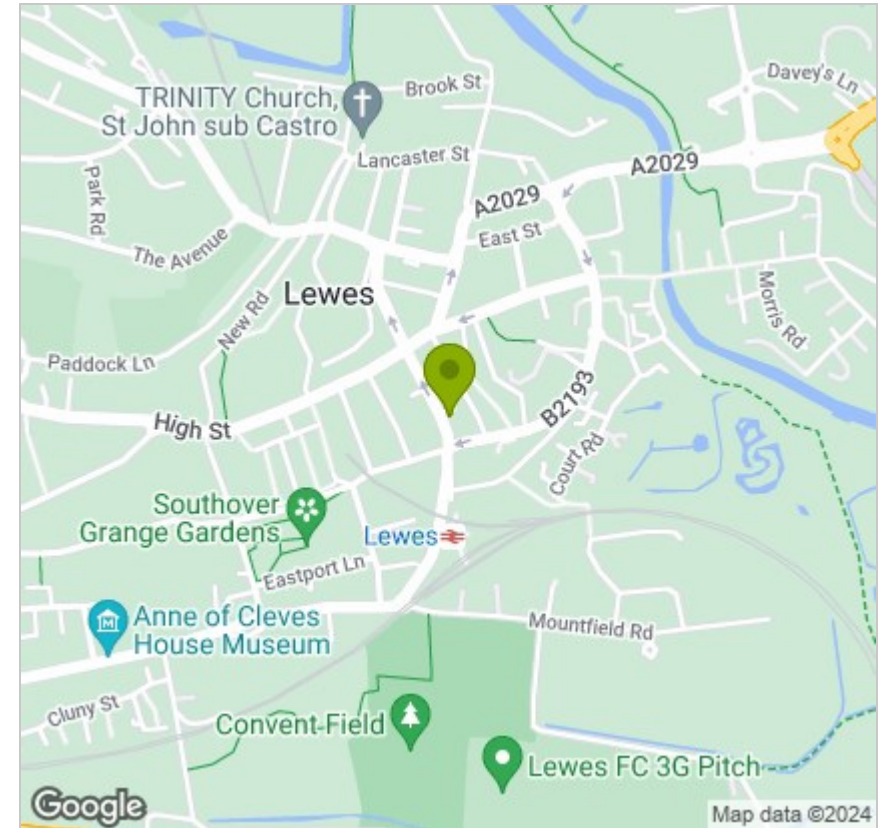 Brook St
Davey's Ln
TRINITY Church,
St John sub Castro
Lancaster St
A2029
Park Rd
A2029
East St
The Avenue
Lewes
New Rd
Morris Rd
Paddock Ln
High St
B2193
Court Rd
Southover
Grange Gardens
Lewes
Eastport Ln
Anne of Cleves
House Museum
Mountfield Rd
Cluny St
Convent Field
Lewes FC 3G Pitch
Google
Map data ©2024